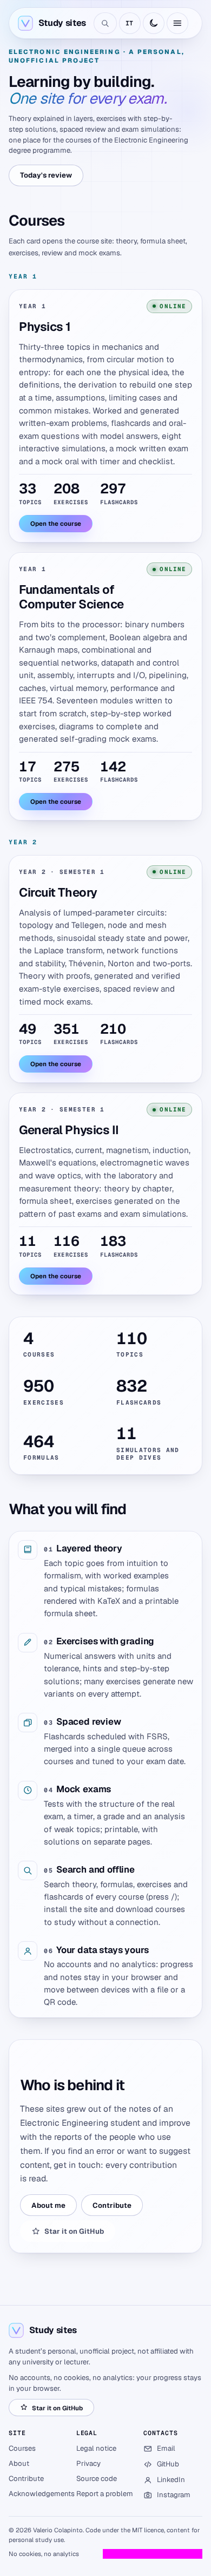 Study sites
IT
ELECTRONIC ENGINEERING · A PERSONAL,
UNOFFICIAL PROJECT
Learning by building.
One site for every exam.
Theory explained in layers, exercises with step-by-
step solutions, spaced review and exam simulations:
one place for the courses of the Electronic Engineering
degree programme.
Today's review
Courses
Each card opens the course site: theory, formula sheet,
exercises, review and mock exams.
YEAR 1
YEAR 1
ONLINE
Physics 1
Thirty-three topics in mechanics and
thermodynamics, from circular motion to
entropy: for each one the physical idea, the
definitions, the derivation to rebuild one step
at a time, assumptions, limiting cases and
common mistakes. Worked and generated
written-exam problems, flashcards and oral-
exam questions with model answers, eight
interactive simulations, a mock written exam
and a mock oral with timer and checklist.
33 208 297
TOPICS EXERCISES FLASHCARDS
Open the course
YEAR 1
ONLINE
Fundamentals of
Computer Science
From bits to the processor: binary numbers
and two's complement, Boolean algebra and
Karnaugh maps, combinational and
sequential networks, datapath and control
unit, assembly, interrupts and I/O, pipelining,
caches, virtual memory, performance and
IEEE 754. Seventeen modules written to
start from scratch, step-by-step worked
exercises, diagrams to complete and
generated self-grading mock exams.
17 275 142
TOPICS EXERCISES FLASHCARDS
Open the course
YEAR 2
YEAR 2 · SEMESTER 1
ONLINE
Circuit Theory
Analysis of lumped-parameter circuits:
topology and Tellegen, node and mesh
methods, sinusoidal steady state and power,
the Laplace transform, network functions
and stability, Thévenin, Norton and two-ports.
Theory with proofs, generated and verified
exam-style exercises, spaced review and
timed mock exams.
49 351 210
TOPICS EXERCISES FLASHCARDS
Open the course
YEAR 2 · SEMESTER 1
ONLINE
General Physics II
Electrostatics, current, magnetism, induction,
Maxwell's equations, electromagnetic waves
and wave optics, with the laboratory and
measurement theory: theory by chapter,
formula sheet, exercises generated on the
pattern of past exams and exam simulations.
11 116 183
TOPICS EXERCISES FLASHCARDS
Open the course
4 110
COURSES TOPICS
950 832
EXERCISES FLASHCARDS
464 11
FORMULAS SIMULATORS AND
DEEP DIVES
What you will find
01 Layered theory
Each topic goes from intuition to
formalism, with worked examples
and typical mistakes; formulas
rendered with KaTeX and a printable
formula sheet.
02 Exercises with grading
Numerical answers with units and
tolerance, hints and step-by-step
solutions; many exercises generate new
variants on every attempt.
03 Spaced review
Flashcards scheduled with FSRS,
merged into a single queue across
courses and tuned to your exam date.
04 Mock exams
Tests with the structure of the real
exam, a timer, a grade and an analysis
of weak topics; printable, with
solutions on separate pages.
05 Search and offline
Search theory, formulas, exercises and
flashcards of every course (press /);
install the site and download courses
to study without a connection.
06 Your data stays yours
No accounts and no analytics: progress
stays in your browser and you can
move between devices with a file or a
QR code.
Who is behind it
These sites grew out of the notes of an
Electronic Engineering student and improve
with the reports of the people who use
them. If you find an error or want to suggest
content, get in touch: every contribution
is read.
About me
Contribute
Star it on GitHub
Study sites
A student's personal, unofficial project, not affiliated with
any university or lecturer.
No accounts, no cookies, no analytics: your progress stays
in your browser.
Star it on GitHub
SITE LEGAL CONTACTS
Courses Legal notice Email
About Privacy GitHub
Contribute Source code LinkedIn
Acknowledgements Report a problem Instagram
© 2026 Valerio Colapinto. Code under the MIT licence, content for
personal study use.
No cookies, no analytics